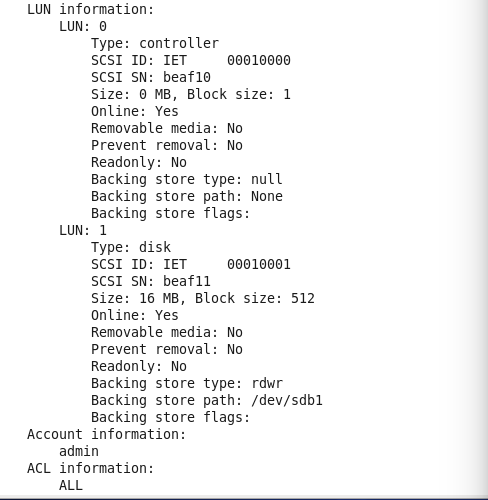 LUN information:
LUN: 0
Type: controller
SCSI ID: IET     00010000
SCSI SN: beaf10
Size: 0 MB, Block size: 1
Online: Yes
Removable media: No
Prevent removal: No
Readonly: No
Backing store type: null
Backing store path: None
Backing store flags:
LUN: 1
Type: disk
SCSI ID: IET     00010001
SCSI SN: beaf11
Size: 16 MB, Block size: 512
Online: Yes
Removable media: No
Prevent removal: No
Readonly: No
Backing store type: rdwr
Backing store path: /dev/sdb1
Backing store flags:
Account information:
admin
ACL information:
ALL